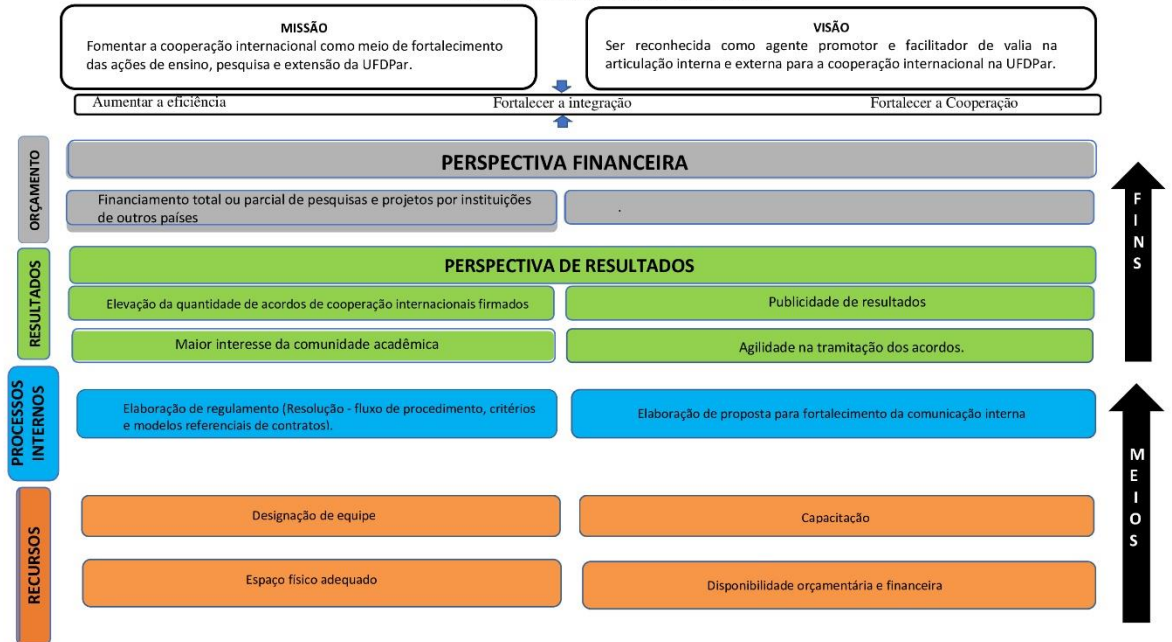 MISSÃO
Fomentar a cooperação internacional como meio de fortalecimento
das ações de ensino, pesquisa e extensão da UFDPar.
VISÃO
Ser reconhecida como agente promotor e facilitador de valia na
articulação interna e externa para a cooperação internacional na UFDPar.
Aumentar a eficiência
Fortalecer a integração
Fortalecer a Cooperação
ORÇAMENTO
PERSPECTIVA FINANCEIRA
Financiamento total ou parcial de pesquisas e projetos por instituições
de outros países
.
RESULTADOS
PERSPECTIVA DE RESULTADOS
Elevação da quantidade de acordos de cooperação internacionais firmados
Publicidade de resultados
Maior interesse da comunidade acadêmica
Agilidade na tramitação dos acordos.
FINS
PROCESSOS
INTERNOS
Elaboração de regulamento (Resolução - fluxo de procedimento, critérios
e modelos referenciais de contratos).
Elaboração de proposta para fortalecimento da comunicação interna
RECURSOS
Designação de equipe
Capacitação
Espaço físico adequado
Disponibilidade orçamentária e financeira
MEIOS